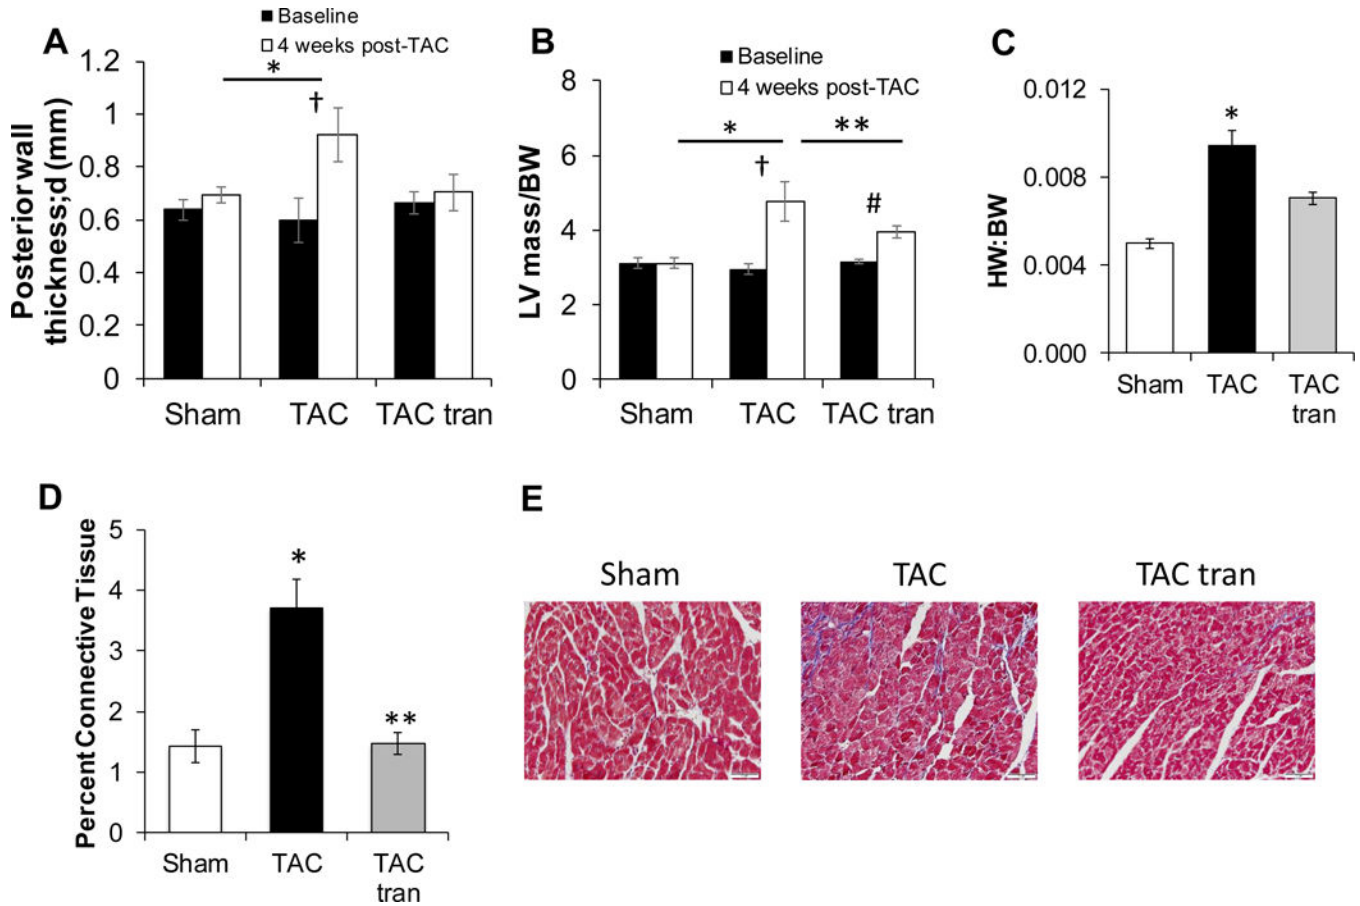 A
Baseline
4 weeks post-TAC
Posterior wall
thickness;d (mm)
1.2
1
0.8
0.6
0.4
0.2
0
*
†
Sham
TAC
TAC tran
B
Baseline
4 weeks post-TAC
LV mass/BW
8
6
4
2
0
*
**
†
#
Sham
TAC
TAC tran
C
HW:BW
0.012
0.008
0.004
0.000
*
Sham
TAC
TAC
tran
D
Percent Connective Tissue
5
4
3
2
1
0
*
**
Sham
TAC
TAC
tran
E
Sham
TAC
TAC tran